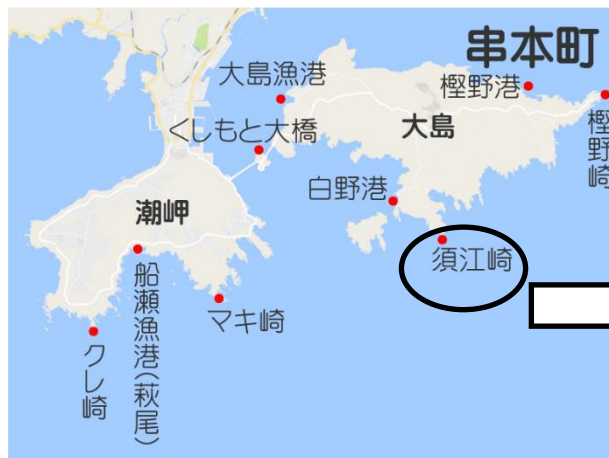 串本町
大島漁港
樫野港
くしもと大橋
大島
樫野崎
白野港
潮岬
須江崎
船瀬漁港(萩尾)
マキ崎
クレ崎